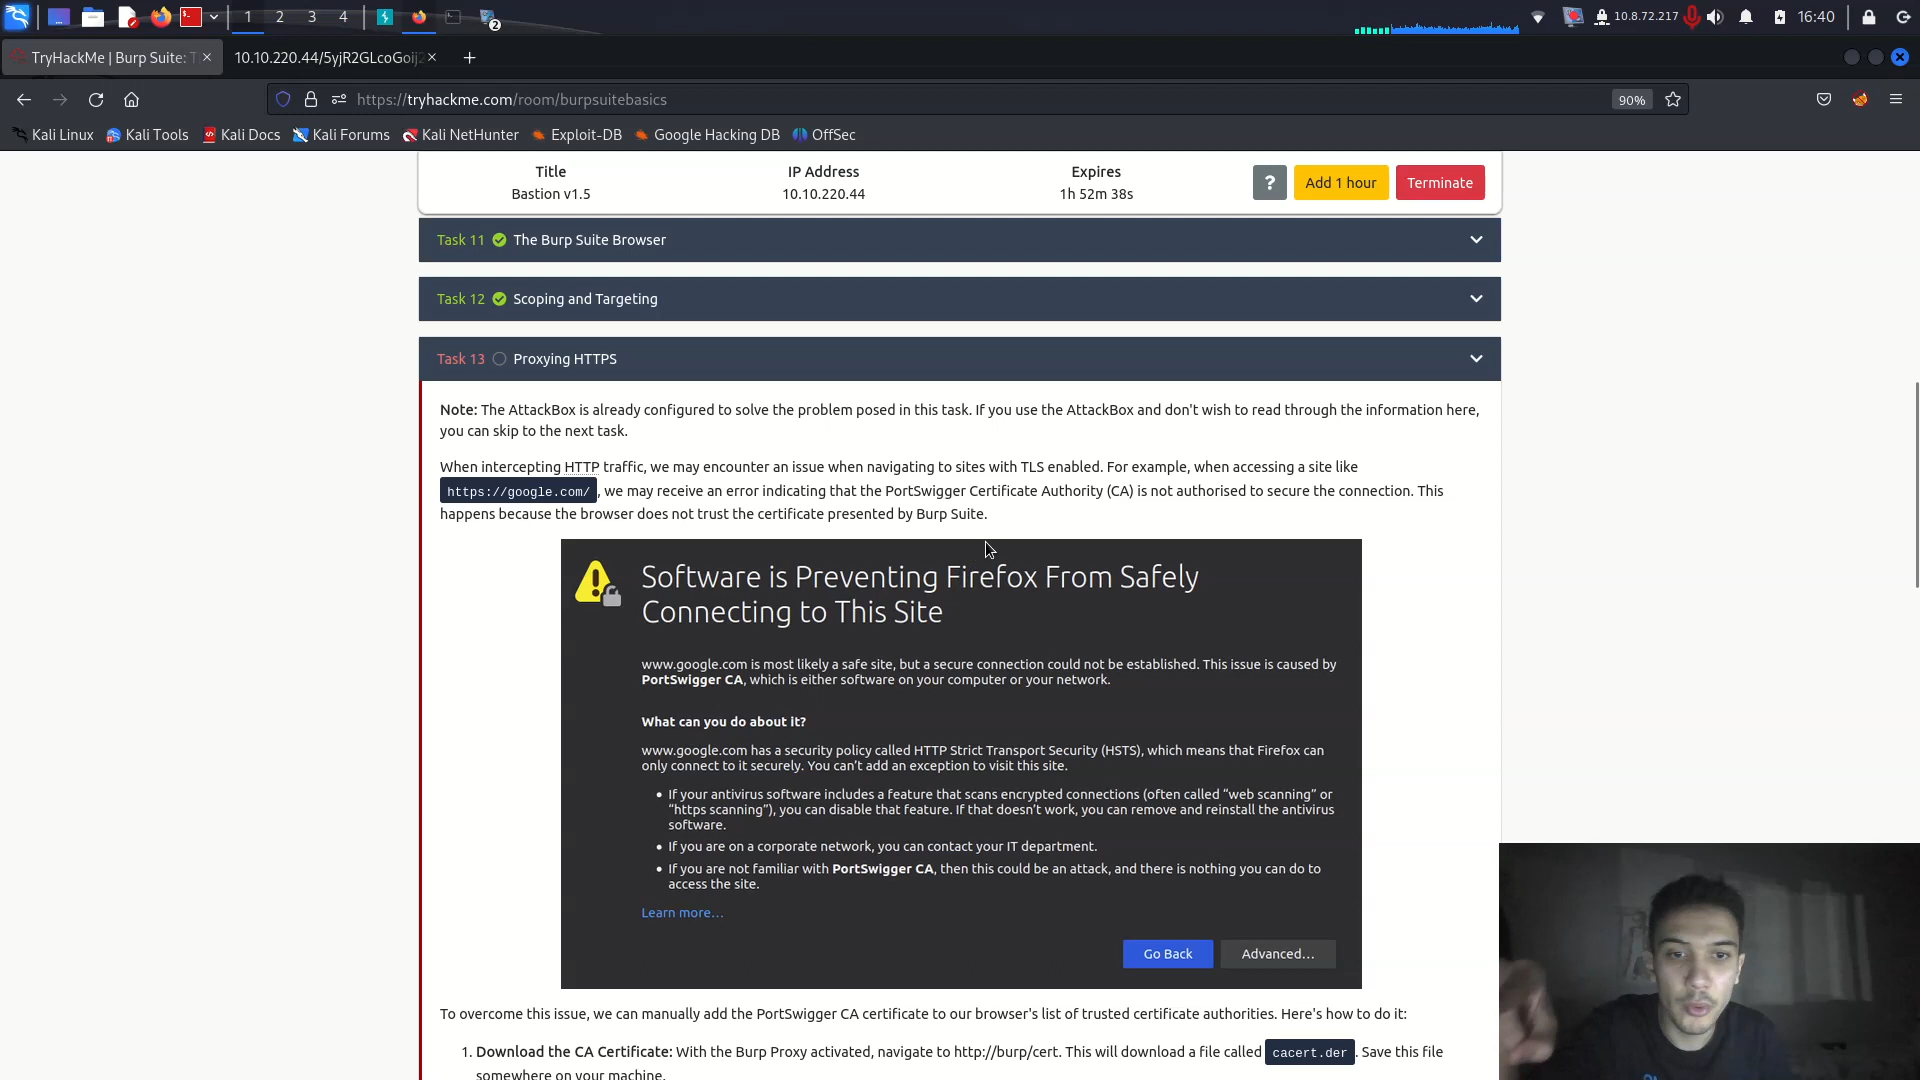 1 2 3 4 2 10.8.72.217 16:40
TryHackMe | Burp Suite: T 10.10.220.44/5yjR2GLcoGoij2
https://tryhackme.com/room/burpsuitebasics 90%
Kali Linux Kali Tools Kali Docs Kali Forums Kali NetHunter Exploit-DB Google Hacking DB OffSec
Title IP Address Expires
Bastion v1.5 10.10.220.44 1h 52m 38s
? Add 1 hour Terminate
Task 11 The Burp Suite Browser
Task 12 Scoping and Targeting
Task 13 Proxying HTTPS
Note: The AttackBox is already configured to solve the problem posed in this task. If you use the AttackBox and don't wish to read through the information here,
you can skip to the next task.
When intercepting HTTP traffic, we may encounter an issue when navigating to sites with TLS enabled. For example, when accessing a site like
https://google.com/ , we may receive an error indicating that the PortSwigger Certificate Authority (CA) is not authorised to secure the connection. This
happens because the browser does not trust the certificate presented by Burp Suite.
Software is Preventing Firefox From Safely
Connecting to This Site
www.google.com is most likely a safe site, but a secure connection could not be established. This issue is caused by
PortSwigger CA, which is either software on your computer or your network.
What can you do about it?
www.google.com has a security policy called HTTP Strict Transport Security (HSTS), which means that Firefox can
only connect to it securely. You can't add an exception to visit this site.
• If your antivirus software includes a feature that scans encrypted connections (often called “web scanning” or
“https scanning”), you can disable that feature. If that doesn't work, you can remove and reinstall the antivirus
software.
• If you are on a corporate network, you can contact your IT department.
• If you are not familiar with PortSwigger CA, then this could be an attack, and there is nothing you can do to
access the site.
Learn more…
Go Back Advanced…
To overcome this issue, we can manually add the PortSwigger CA certificate to our browser's list of trusted certificate authorities. Here's how to do it:
1. Download the CA Certificate: With the Burp Proxy activated, navigate to http://burp/cert. This will download a file called cacert.der . Save this file
somewhere on your machine.